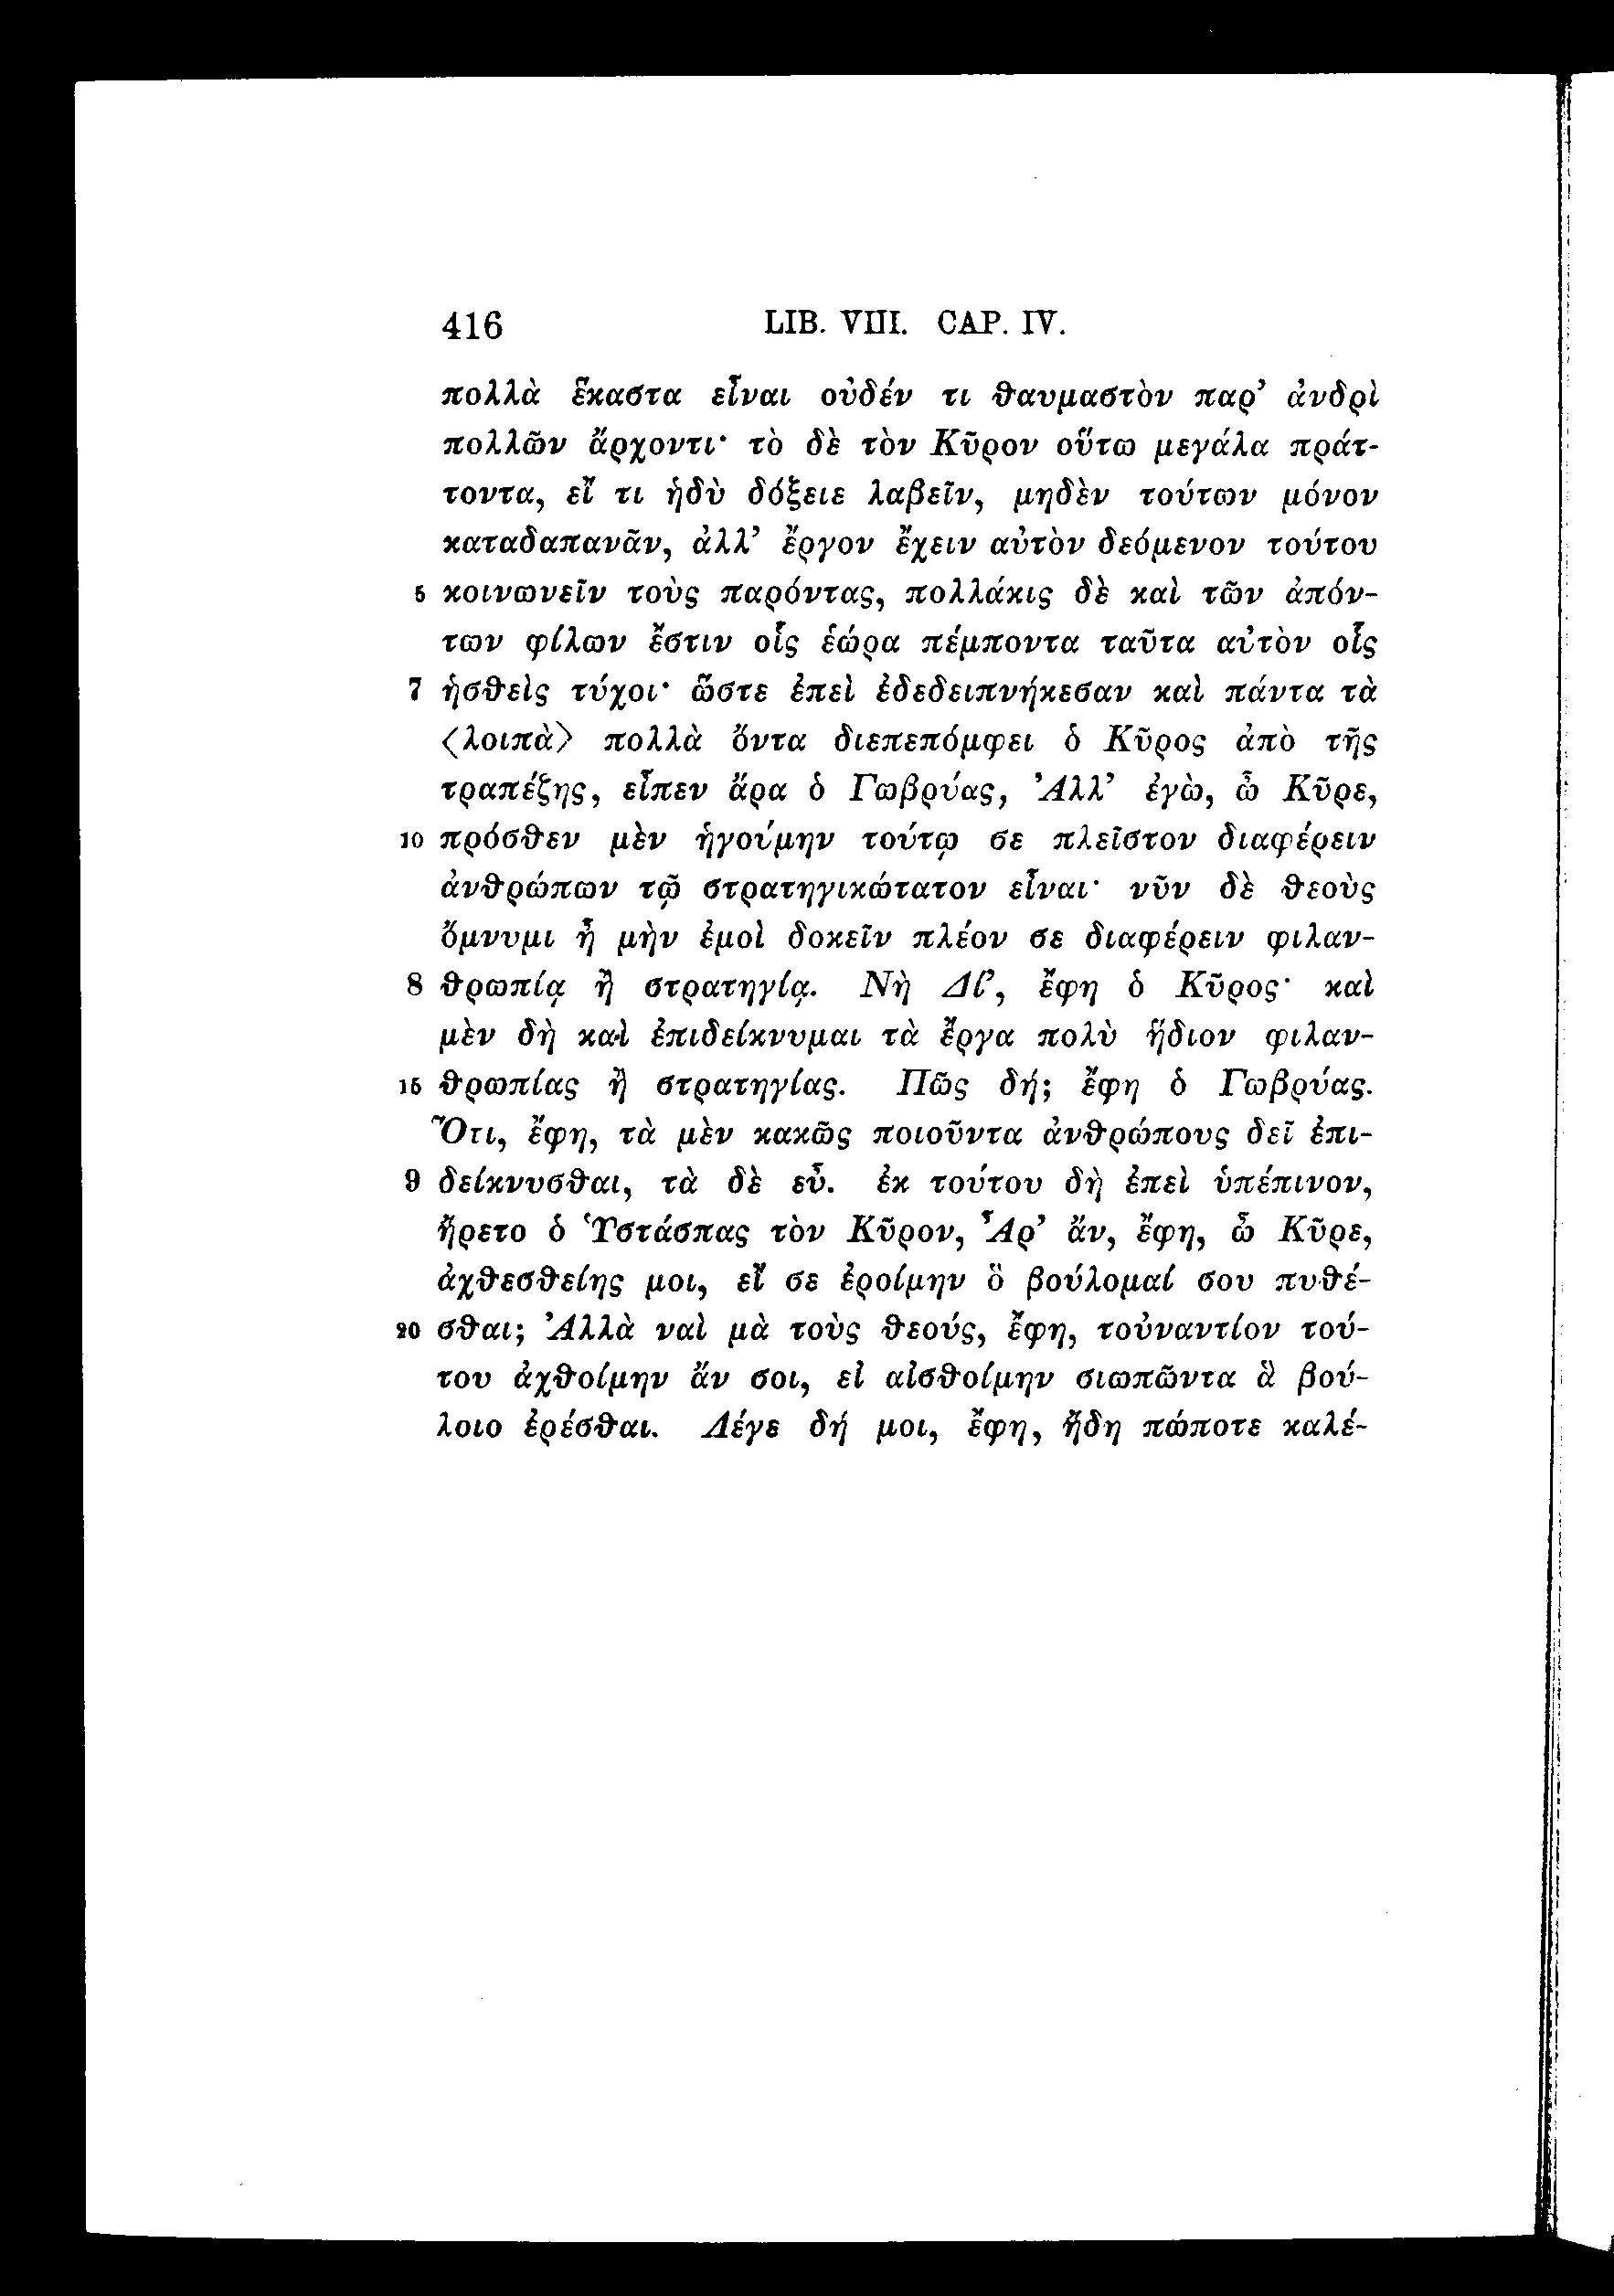 416 LIB. VIII. CAP. IV.
πολλὰ ἕκαστα εἶναι οὐδέν τι θαυμαστὸν παρ’ ἀνδρὶ
πολλῶν ἄρχοντι· τὸ δὲ τὸν Κῦρον οὕτω μεγάλα πράτ-
τοντα, εἴ τι ἡδὺ δόξειε λαβεῖν, μηδὲν τούτων μόνον
καταδαπανᾶν, ἀλλ’ ἔργον ἔχειν αὐτὸν δεόμενον τούτου
5 κοινωνεῖν τοὺς παρόντας, πολλάκις δὲ καὶ τῶν ἀπόν-
των φίλων ἔστιν οἷς ἑώρα πέμποντα ταῦτα αὐτὸν οἷς
7 ἡσθεὶς τύχοι· ὥστε ἐπεὶ ἐδεδειπνήκεσαν καὶ πάντα τὰ
〈λοιπὰ〉 πολλὰ ὄντα διεπεπόμφει ὁ Κῦρος ἀπὸ τῆς
τραπέζης, εἶπεν ἄρα ὁ Γωβρύας, Ἀλλ’ ἐγὼ, ὦ Κῦρε,
10 πρόσθεν μὲν ἡγούμην τούτῳ σε πλεῖστον διαφέρειν
ἀνθρώπων τῷ στρατηγικώτατον εἶναι· νῦν δὲ θεοὺς
ὄμνυμι ἦ μὴν ἐμοὶ δοκεῖν πλέον σε διαφέρειν φιλαν-
8 θρωπίᾳ ἢ στρατηγίᾳ. Νὴ Δί’, ἔφη ὁ Κῦρος· καὶ
μὲν δὴ καὶ ἐπιδείκνυμαι τὰ ἔργα πολὺ ἥδιον φιλαν-
15 θρωπίας ἢ στρατηγίας. Πῶς δή; ἔφη ὁ Γωβρύας.
Ὅτι, ἔφη, τὰ μὲν κακῶς ποιοῦντα ἀνθρώπους δεῖ ἐπι-
9 δείκνυσθαι, τὰ δὲ εὖ. ἐκ τούτου δὴ ἐπεὶ ὑπέπινον,
ἤρετο ὁ Ὑστάσπας τὸν Κῦρον, Ἆρ’ ἄν, ἔφη, ὦ Κῦρε,
ἀχθεσθείης μοι, εἴ σε ἐροίμην ὃ βούλομαί σου πυθέ-
20 σθαι; Ἀλλὰ ναὶ μὰ τοὺς θεούς, ἔφη, τοὐναντίον τού-
του ἀχθοίμην ἄν σοι, εἰ αἰσθοίμην σιωπῶντα ἃ βού-
λοιο ἐρέσθαι. Λέγε δή μοι, ἔφη, ἤδη πώποτε καλέ-